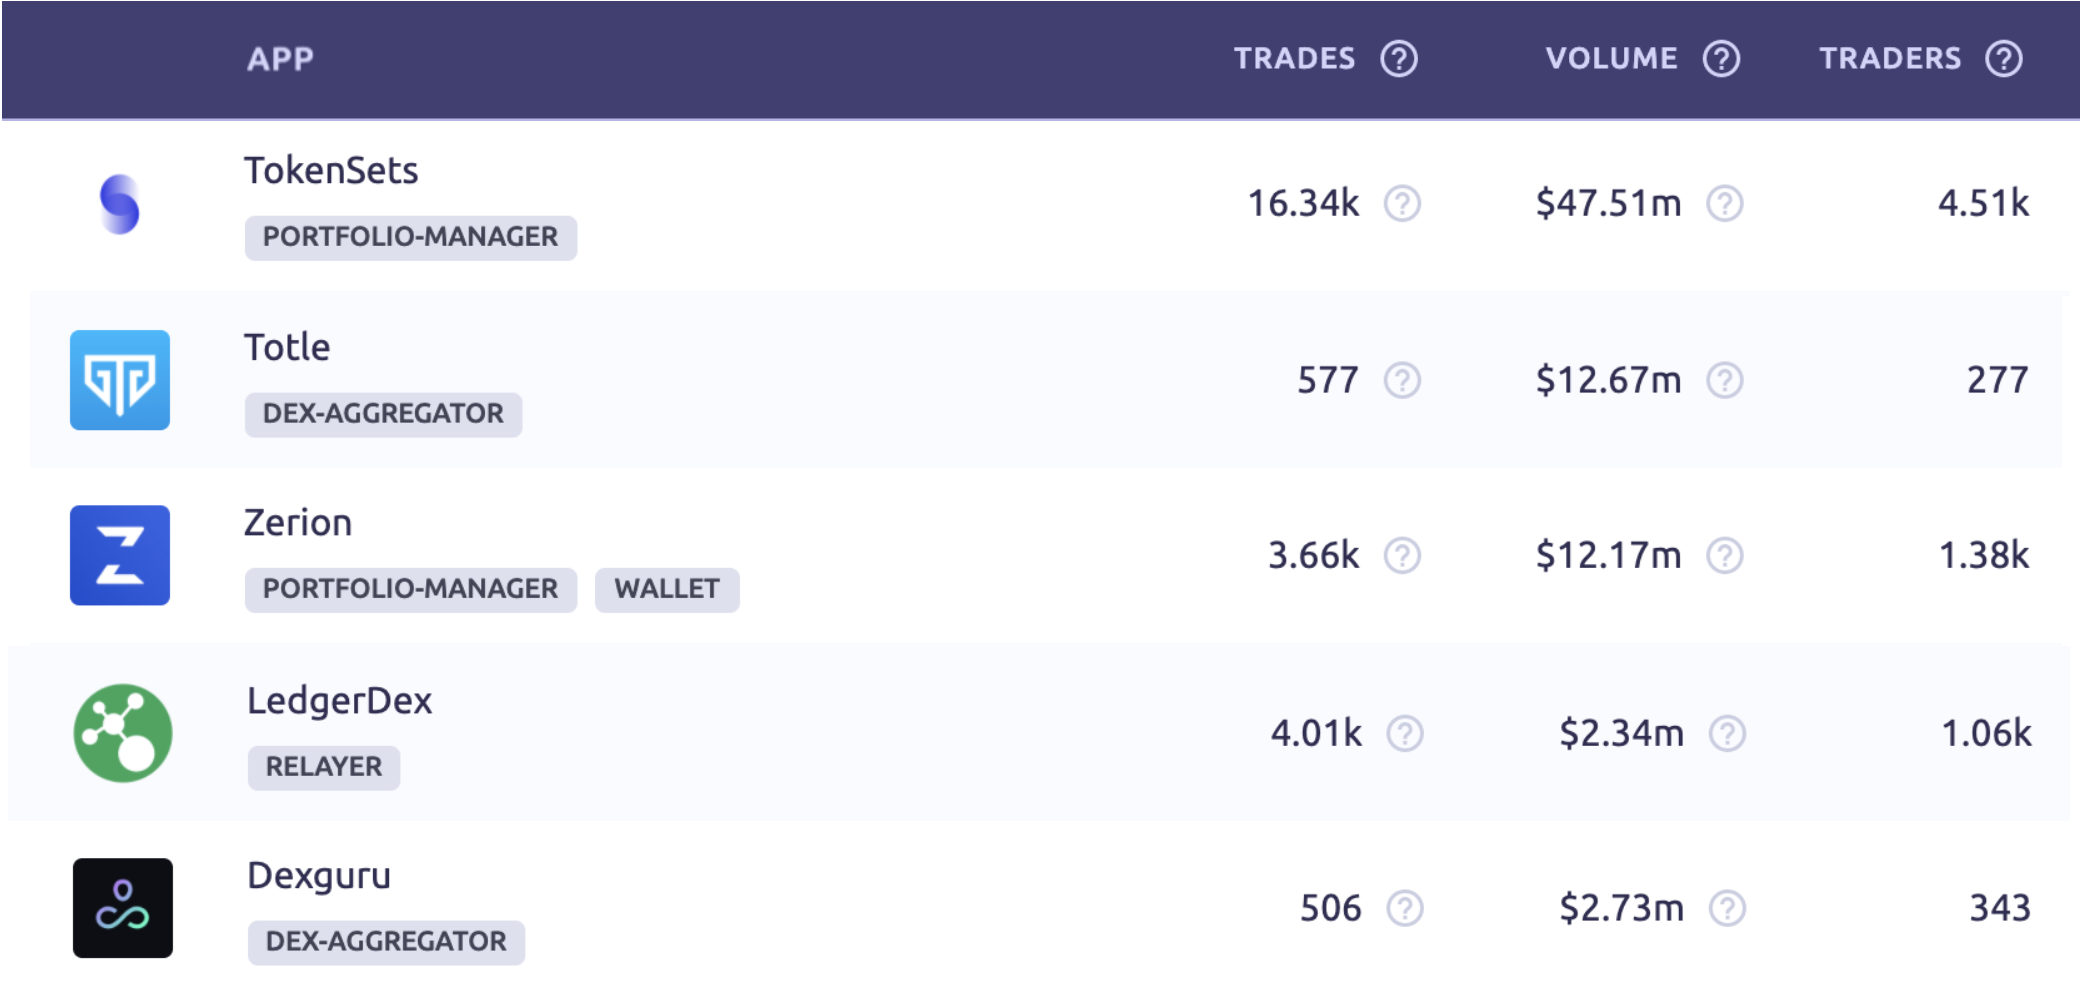 APP TRADES ? VOLUME ? TRADERS ?
TokenSets
PORTFOLIO-MANAGER
16.34k ? $47.51m ? 4.51k
Totle
DEX-AGGREGATOR
577 ? $12.67m ? 277
Zerion
PORTFOLIO-MANAGER WALLET
3.66k ? $12.17m ? 1.38k
LedgerDex
RELAYER
4.01k ? $2.34m ? 1.06k
Dexguru
DEX-AGGREGATOR
506 ? $2.73m ? 343